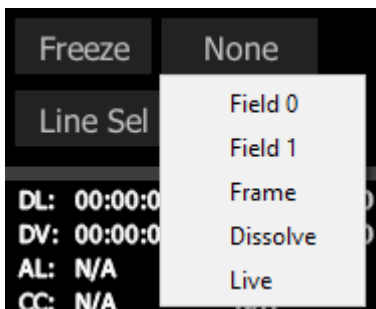 Freeze None
Line Sel
Field 0
Field 1
Frame
Dissolve
Live
DL: 00:00:0
DV: 00:00:0
AL: N/A
CC: N/A